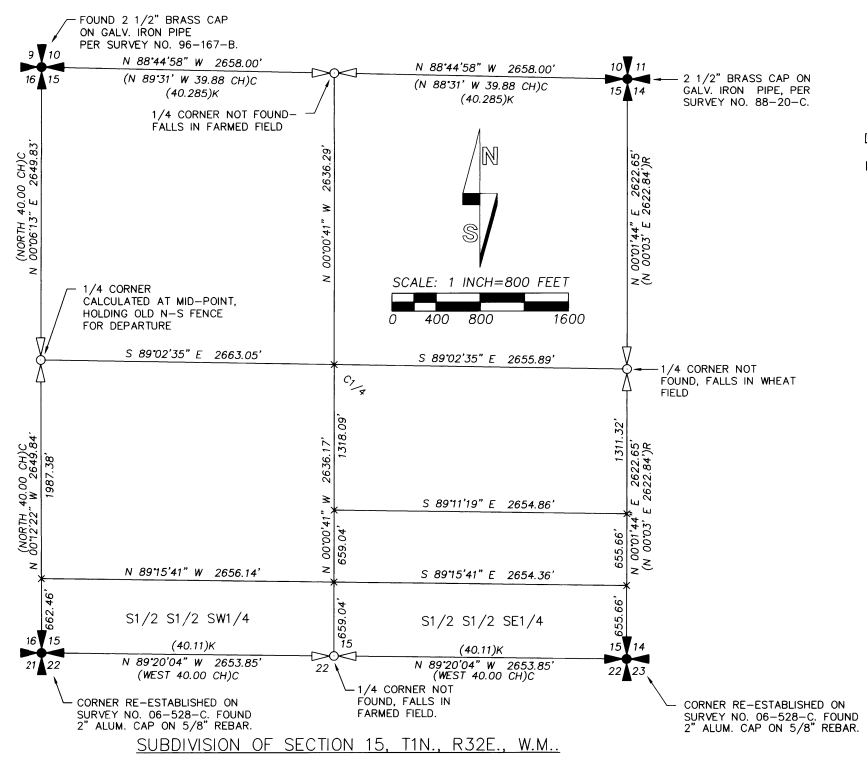 FOUND 2 1/2" BRASS CAP
ON GALV. IRON PIPE
PER SURVEY NO. 96-167-B.
9 10
16 15
N 88°44'58" W 2658.00'
(N 89°31' W 39.88 CH)C
(40.285)K
1/4 CORNER NOT FOUND-
FALLS IN FARMED FIELD
N 88°44'58" W 2658.00'
(N 88°31' W 39.88 CH)C
(40.285)K
10 11
15 14
2 1/2" BRASS CAP ON
GALV. IRON PIPE, PER
SURVEY NO. 88-20-C.
(NORTH 40.00 CH)C
N 00°06'13" E 2649.83'
N 00°00'41" W 2636.29'
N
S
N 00°01'44" E 2622.65'
(N 00°03' E 2622.84')R
SCALE: 1 INCH=800 FEET
0 400 800 1600
1/4 CORNER
CALCULATED AT MID-POINT,
HOLDING OLD N-S FENCE
FOR DEPARTURE
S 89°02'35" E 2663.05'
S 89°02'35" E 2655.89'
C1/4
1/4 CORNER NOT
FOUND, FALLS IN WHEAT
FIELD
(NORTH 40.00 CH)C
N 00°12'22" W 2649.84'
1987.38'
N 00°00'41" W 2636.17'
1318.09'
1311.32'
N 00°01'44" E 2622.65'
(N 00°03' E 2622.84')R
S 89°11'19" E 2654.86'
659.04'
655.66'
N 89°15'41" W 2656.14'
S 89°15'41" E 2654.36'
662.46'
S1/2 S1/2 SW1/4
659.04'
S1/2 S1/2 SE1/4
655.66'
16 15
21 22
(40.11)K
N 89°20'04" W 2653.85'
(WEST 40.00 CH)C
15
22
(40.11)K
N 89°20'04" W 2653.85'
(WEST 40.00 CH)C
15 14
22 23
CORNER RE-ESTABLISHED ON
SURVEY NO. 06-528-C. FOUND
2" ALUM. CAP ON 5/8" REBAR.
1/4 CORNER NOT
FOUND, FALLS IN
FARMED FIELD.
CORNER RE-ESTABLISHED ON
SURVEY NO. 06-528-C. FOUND
2" ALUM. CAP ON 5/8" REBAR.
SUBDIVISION OF SECTION 15, T1N., R32E., W.M..